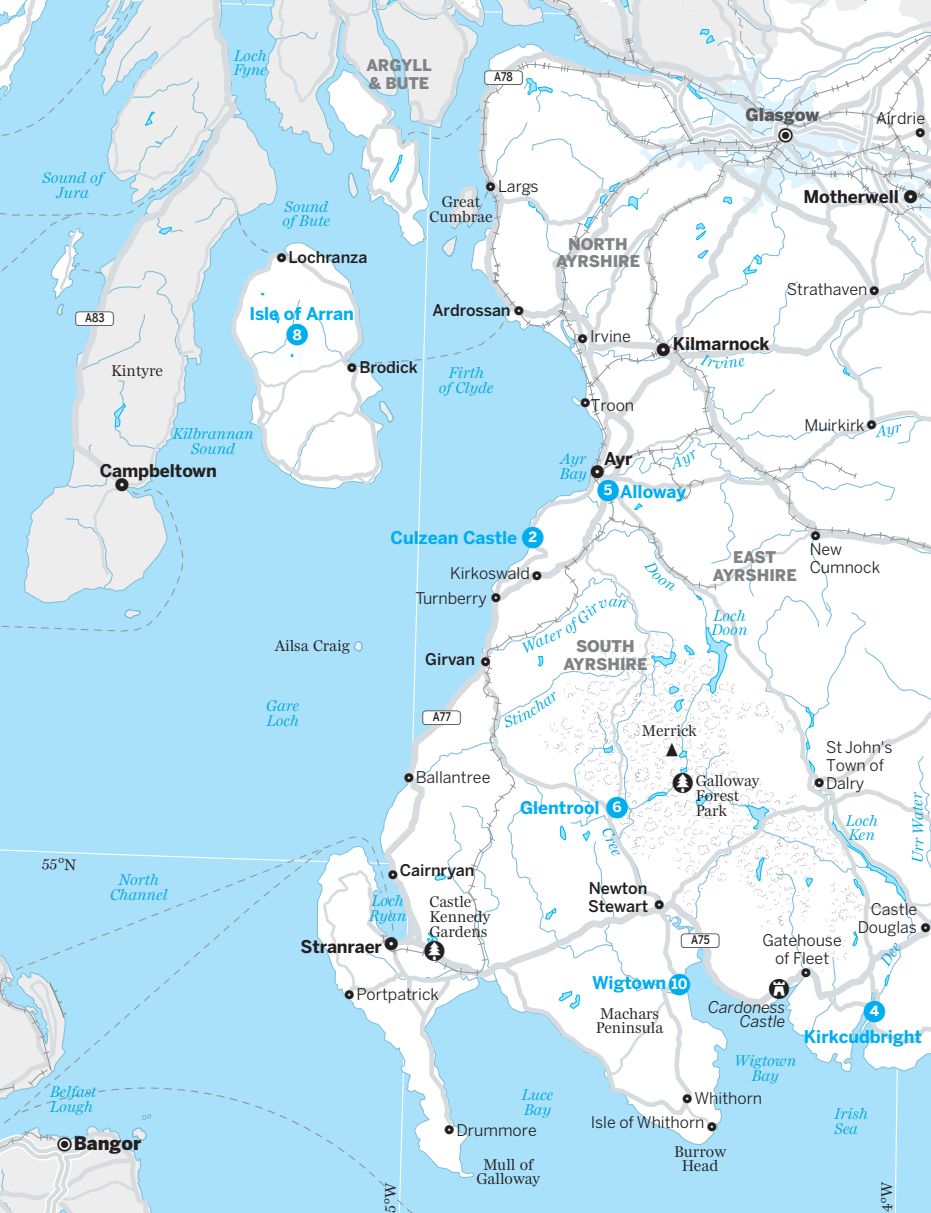 Loch
Fyne
ARGYLL
& BUTE
A78
Glasgow
Airdrie
Sound of
Jura
Largs
Motherwell
Great
Cumbrae
Sound
of Bute
NORTH
AYRSHIRE
Lochranza
Strathaven
Isle of Arran
8
Ardrossan
A83
Irvine
Kilmarnock
Irvine
Brodick
Kintyre
Firth
of Clyde
Troon
Muirkirk
Ayr
Kilbrannan
Sound
Campbeltown
Ayr
Bay
Ayr
Ayr
5
Alloway
Culzean Castle
2
New
Cumnock
EAST
AYRSHIRE
Kirkoswald
Doon
Turnberry
Water of Girvan
Loch
Doon
Ailsa Craig
SOUTH
AYRSHIRE
Girvan
Gare
Loch
A77
Stinchar
Merrick
St John's
Town of
Dalry
Ballantree
Galloway
Forest
Park
Glentrool
6
Cree
Loch
Ken
Urr Water
55°N
North
Channel
Cairnryan
Loch
Ryan
Castle
Kennedy
Gardens
Newton
Stewart
Castle
Douglas
Stranraer
A75
Gatehouse
of Fleet
Dee
Portpatrick
Wigtown
10
Cardoness
Castle
4
Kirkcudbright
Machars
Peninsula
Wigtown
Bay
Belfast
Lough
Luce
Bay
Whithorn
Isle of Whithorn
Irish
Sea
Bangor
Drummore
Burrow
Head
Mull of
Galloway
5°W
4°W